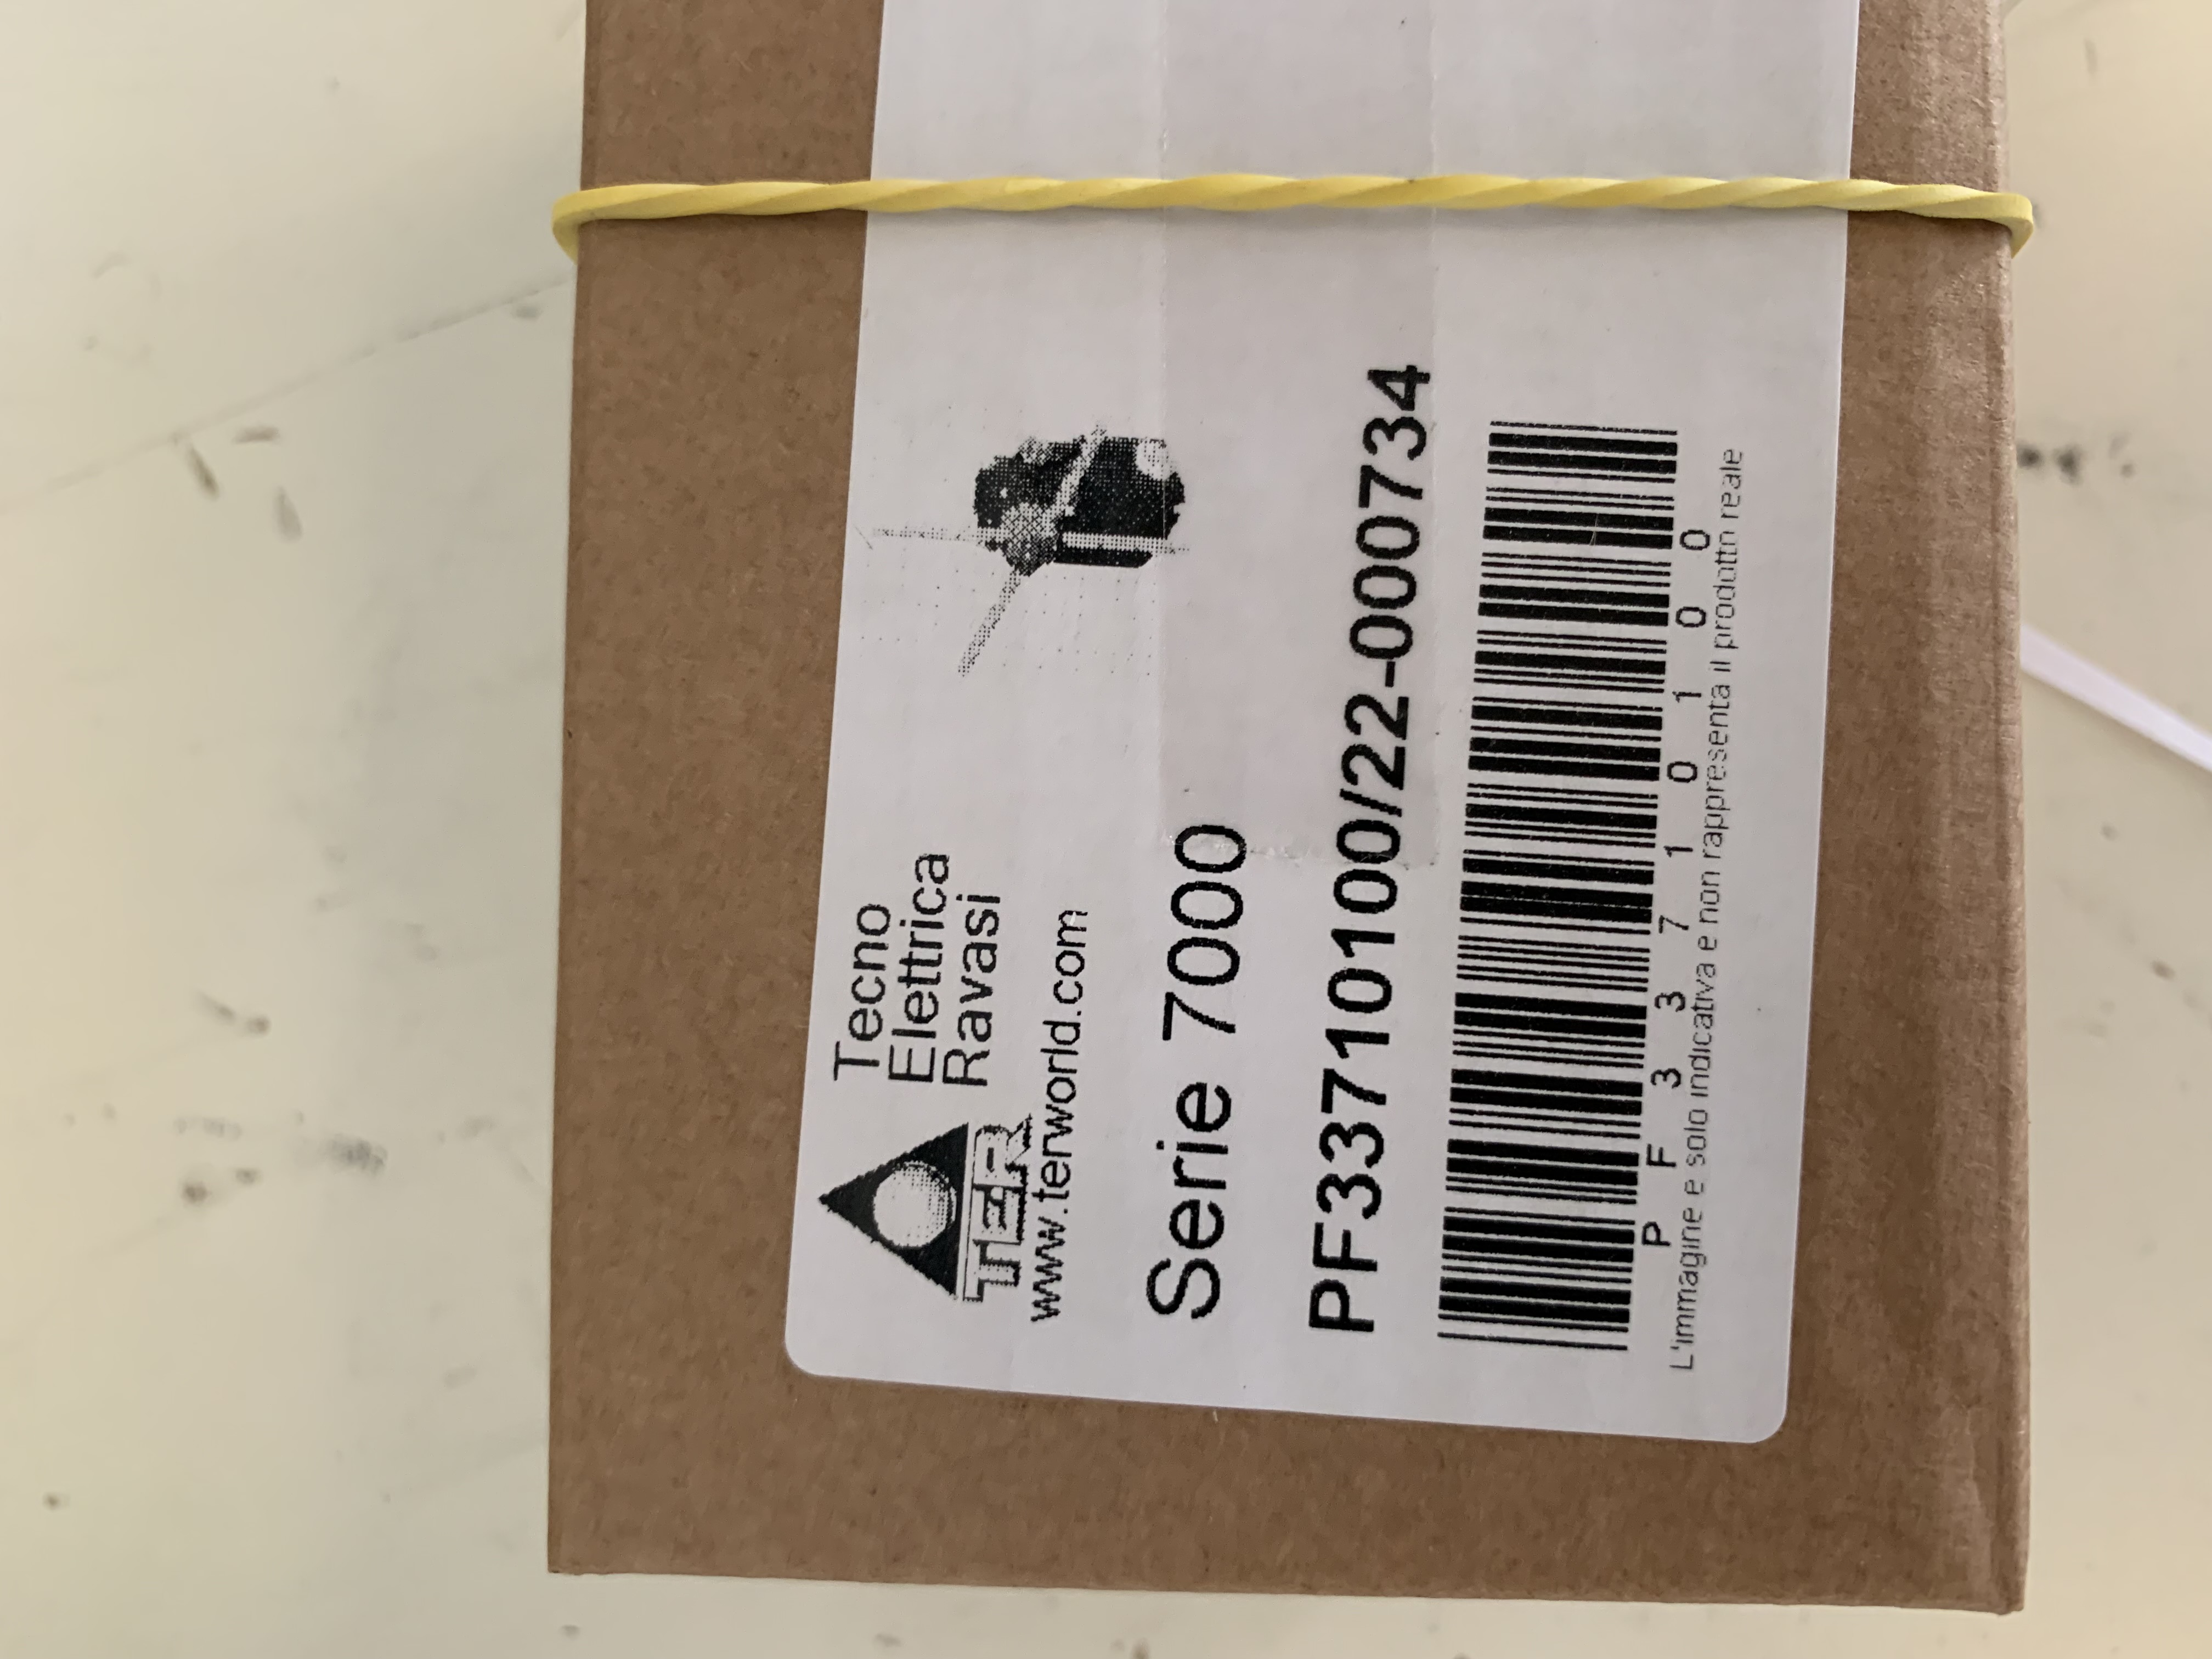 Tecno
Elettrica
Ravasi
TER
www.terworld.com
Serie 7000
PF33710100/22-000734
P F 3 3 7 1 0 1 0 0
L'immagine e solo indicativa e non rappresenta il prodotto reale